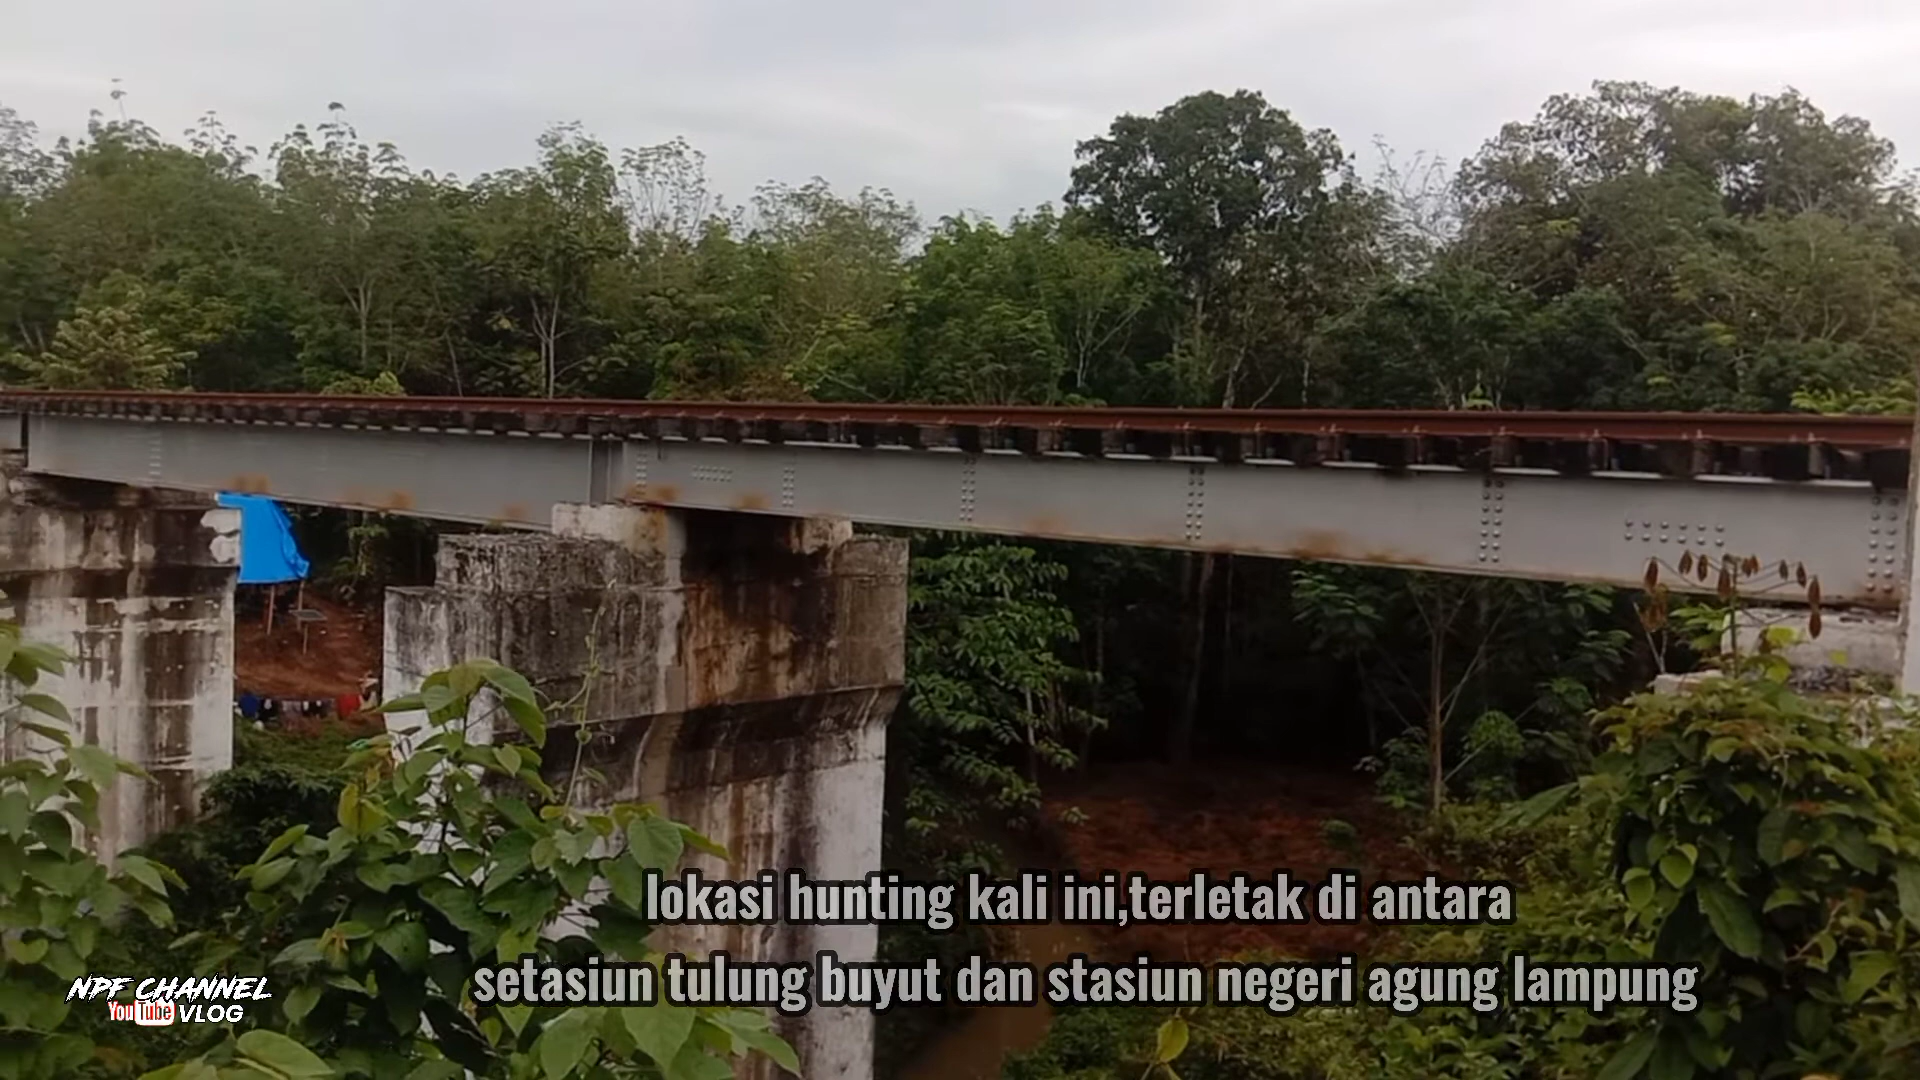 lokasi hunting kali ini,terletak di antara
setasiun tulung buyut dan stasiun negeri agung lampung
NPF CHANNEL
YouTube VLOG